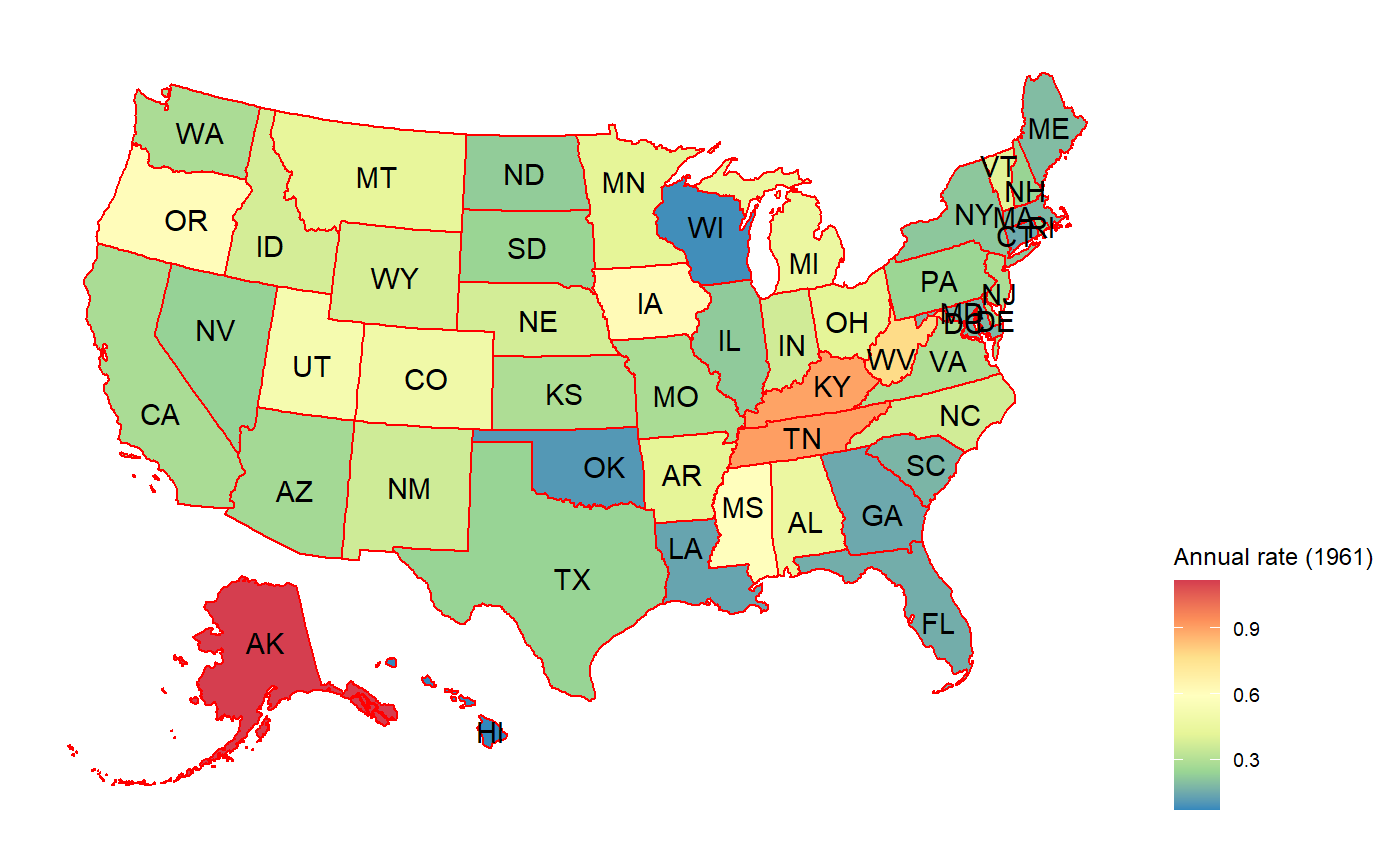 ME
WA
VT
ND
MT
MN
NH
OR
NY
MA
WI
RI
CT
ID
SD
MI
WY
PA
NJ
IA
MD
DC
DE
NV
NE
OH
IL
IN
WV
VA
UT
CO
KY
KS
MO
CA
NC
TN
SC
OK
AR
AZ
NM
MS
GA
AL
LA
Annual rate (1961)
TX
FL
0.9
AK
0.6
HI
0.3